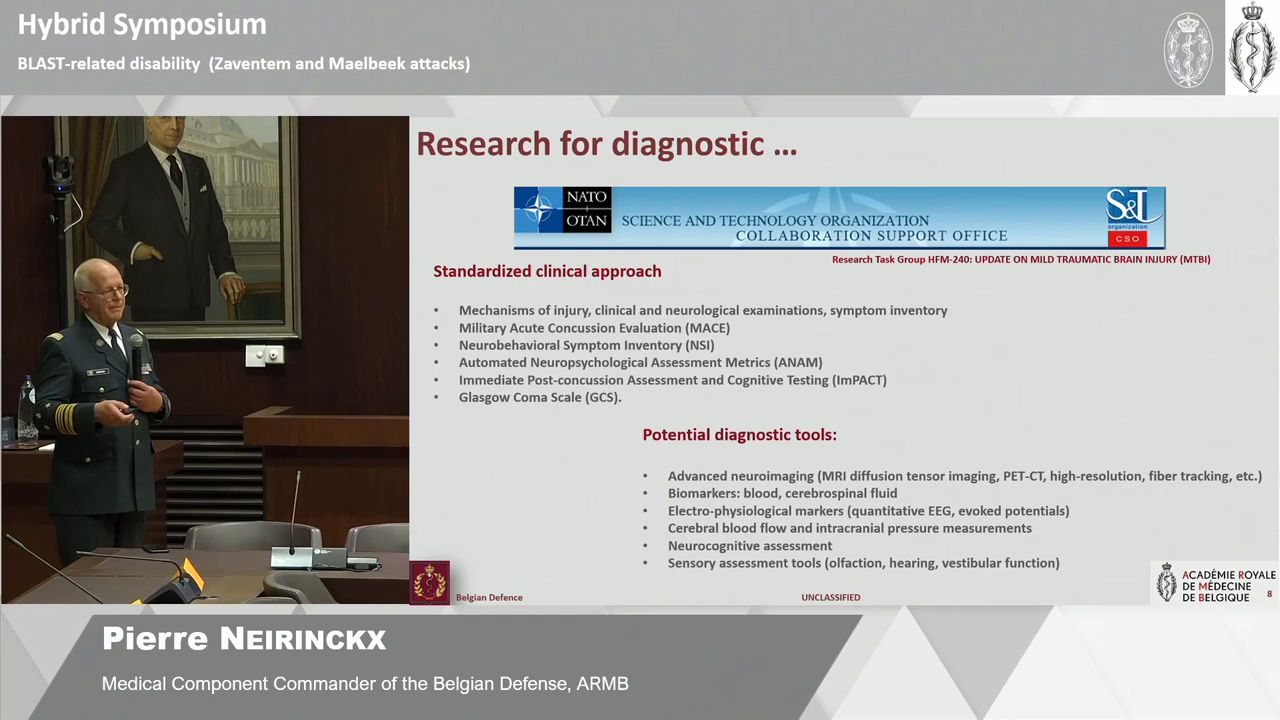 Hybrid Symposium
BLAST-related disability (Zaventem and Maelbeek attacks)
Research for diagnostic ...
NATO
OTAN
SCIENCE AND TECHNOLOGY ORGANIZATION
COLLABORATION SUPPORT OFFICE
S&T
organization
CSO
Research Task Group HFM-240: UPDATE ON MILD TRAUMATIC BRAIN INJURY (MTBI)
Standardized clinical approach
• Mechanisms of injury, clinical and neurological examinations, symptom inventory
• Military Acute Concussion Evaluation (MACE)
• Neurobehavioral Symptom Inventory (NSI)
• Automated Neuropsychological Assessment Metrics (ANAM)
• Immediate Post-concussion Assessment and Cognitive Testing (ImPACT)
• Glasgow Coma Scale (GCS).
Potential diagnostic tools:
• Advanced neuroimaging (MRI diffusion tensor imaging, PET-CT, high-resolution, fiber tracking, etc.)
• Biomarkers: blood, cerebrospinal fluid
• Electro-physiological markers (quantitative EEG, evoked potentials)
• Cerebral blood flow and intracranial pressure measurements
• Neurocognitive assessment
• Sensory assessment tools (olfaction, hearing, vestibular function)
Belgian Defence
UNCLASSIFIED
ACADÉMIE ROYALE
DE MÉDECINE
DE BELGIQUE
8
Pierre NEIRINCKX
Medical Component Commander of the Belgian Defense, ARMB